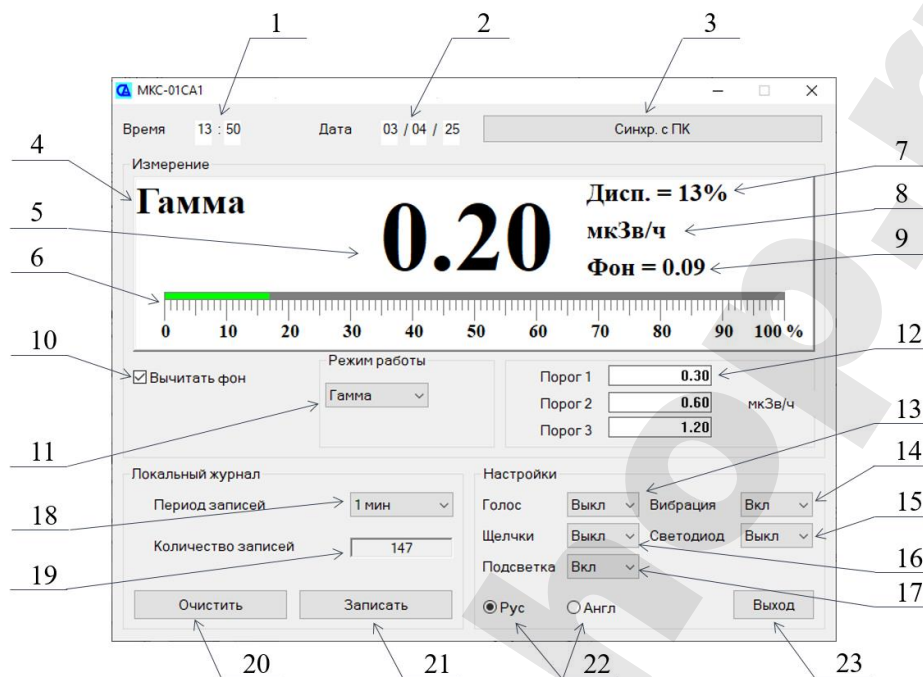 1 2 3
МКС-01СА1
Время 13 : 50 Дата 03 / 04 / 25 Синхр. с ПК
4 Измерение 7
Гамма Дисп. = 13%
8
5 0.20 мкЗв/ч
9
6 Фон = 0.09
0 10 20 30 40 50 60 70 80 90 100 %
10 12
Вычитать фон Режим работы Порог 1 0.30
Гамма Порог 2 0.60 мкЗв/ч
13
11 Порог 3 1.20
14
Локальный журнал Настройки
18 Период записей 1 мин Голос Выкл Вибрация Вкл
15
Щелчки Выкл Светодиод Выкл
16
19 Количество записей 147
Подсветка Вкл
17
Очистить Записать Рус Англ Выход
20 21 22 23